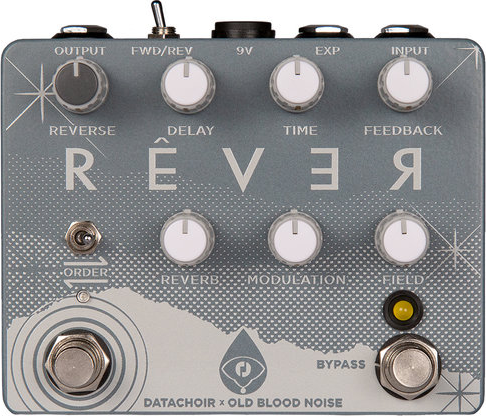 OUTPUT FWD/REV 9V EXP INPUT
REVERSE DELAY TIME FEEDBACK
RÊVEЯ
REVERB MODULATION FIELD
ORDER
BYPASS
DATACHOIR × OLD BLOOD NOISE